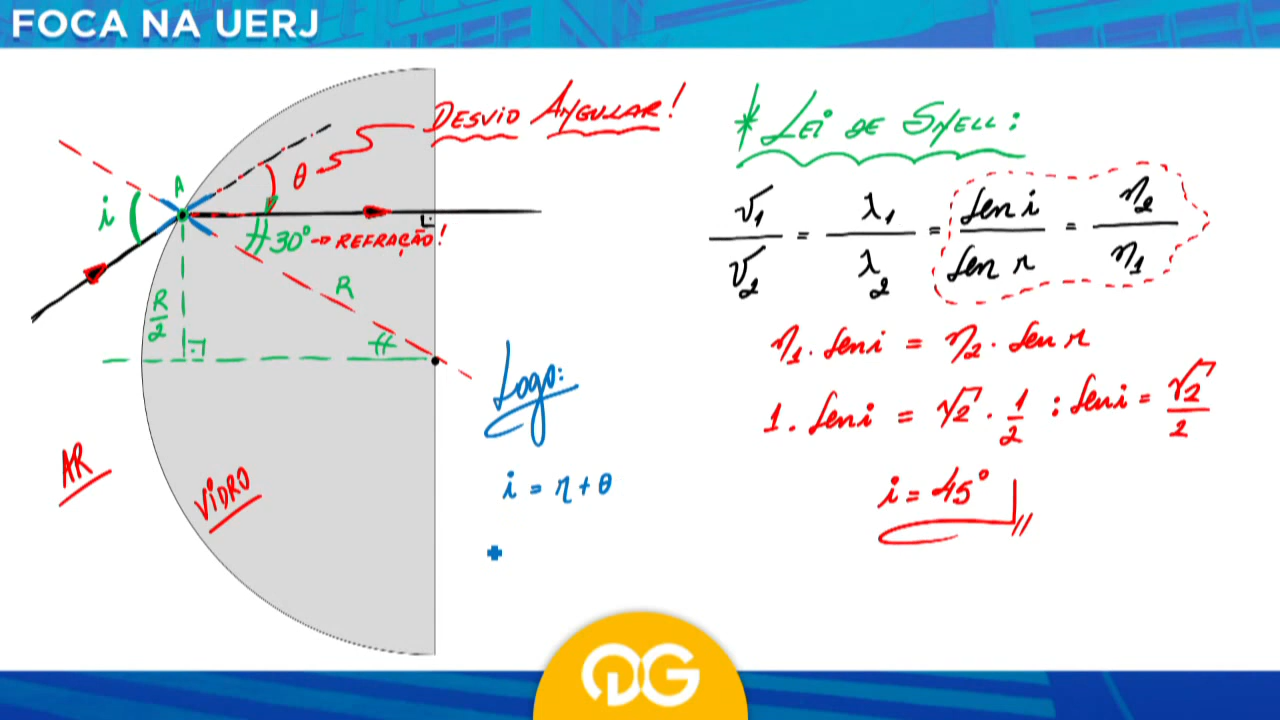 FOCA NA UERJ
DESVIO ANGULAR!
A
θ
i
30° → REFRAÇÃO!
R/2
R
AR
VIDRO
Logo:
i = r + θ
* LEI DE SNELL:
v₁/v₂ = λ₁/λ₂ = sen i/sen r = n₂/n₁
n₁ . sen i = n₂ . sen r
1 . sen i = √2 . 1/2 : sen i = √2/2
i = 45°
QG